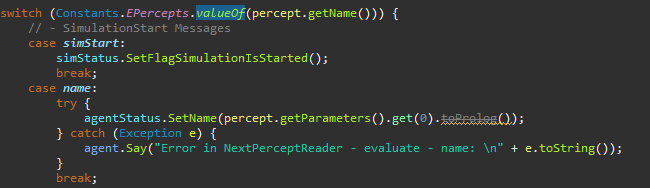 switch (Constants.EPercepts.valueOf(percept.getName())) {
// - SimulationStart Messages
case simStart:
simStatus.SetFlagSimulationIsStarted();
break;
case name:
try {
agentStatus.SetName(percept.getParameters().get(0).toProlog());
} catch (Exception e) {
agent.Say("Error in NextPerceptReader - evaluate - name: \n" + e.toString());
}
break;